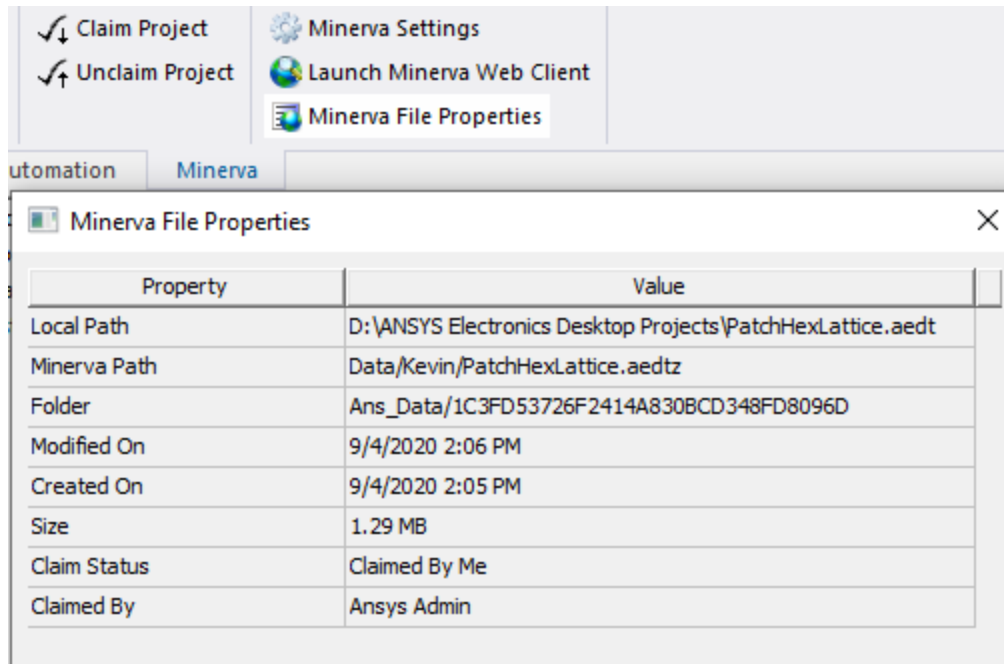 Claim Project
Minerva Settings
Unclaim Project
Launch Minerva Web Client
Minerva File Properties
utomation
Minerva
Minerva File Properties
Property Value
Local Path D:\ANSYS Electronics Desktop Projects\PatchHexLattice.aedt
Minerva Path Data/Kevin/PatchHexLattice.aedtz
Folder Ans_Data/1C3FD53726F2414A830BCD348FD8096D
Modified On 9/4/2020 2:06 PM
Created On 9/4/2020 2:05 PM
Size 1.29 MB
Claim Status Claimed By Me
Claimed By Ansys Admin